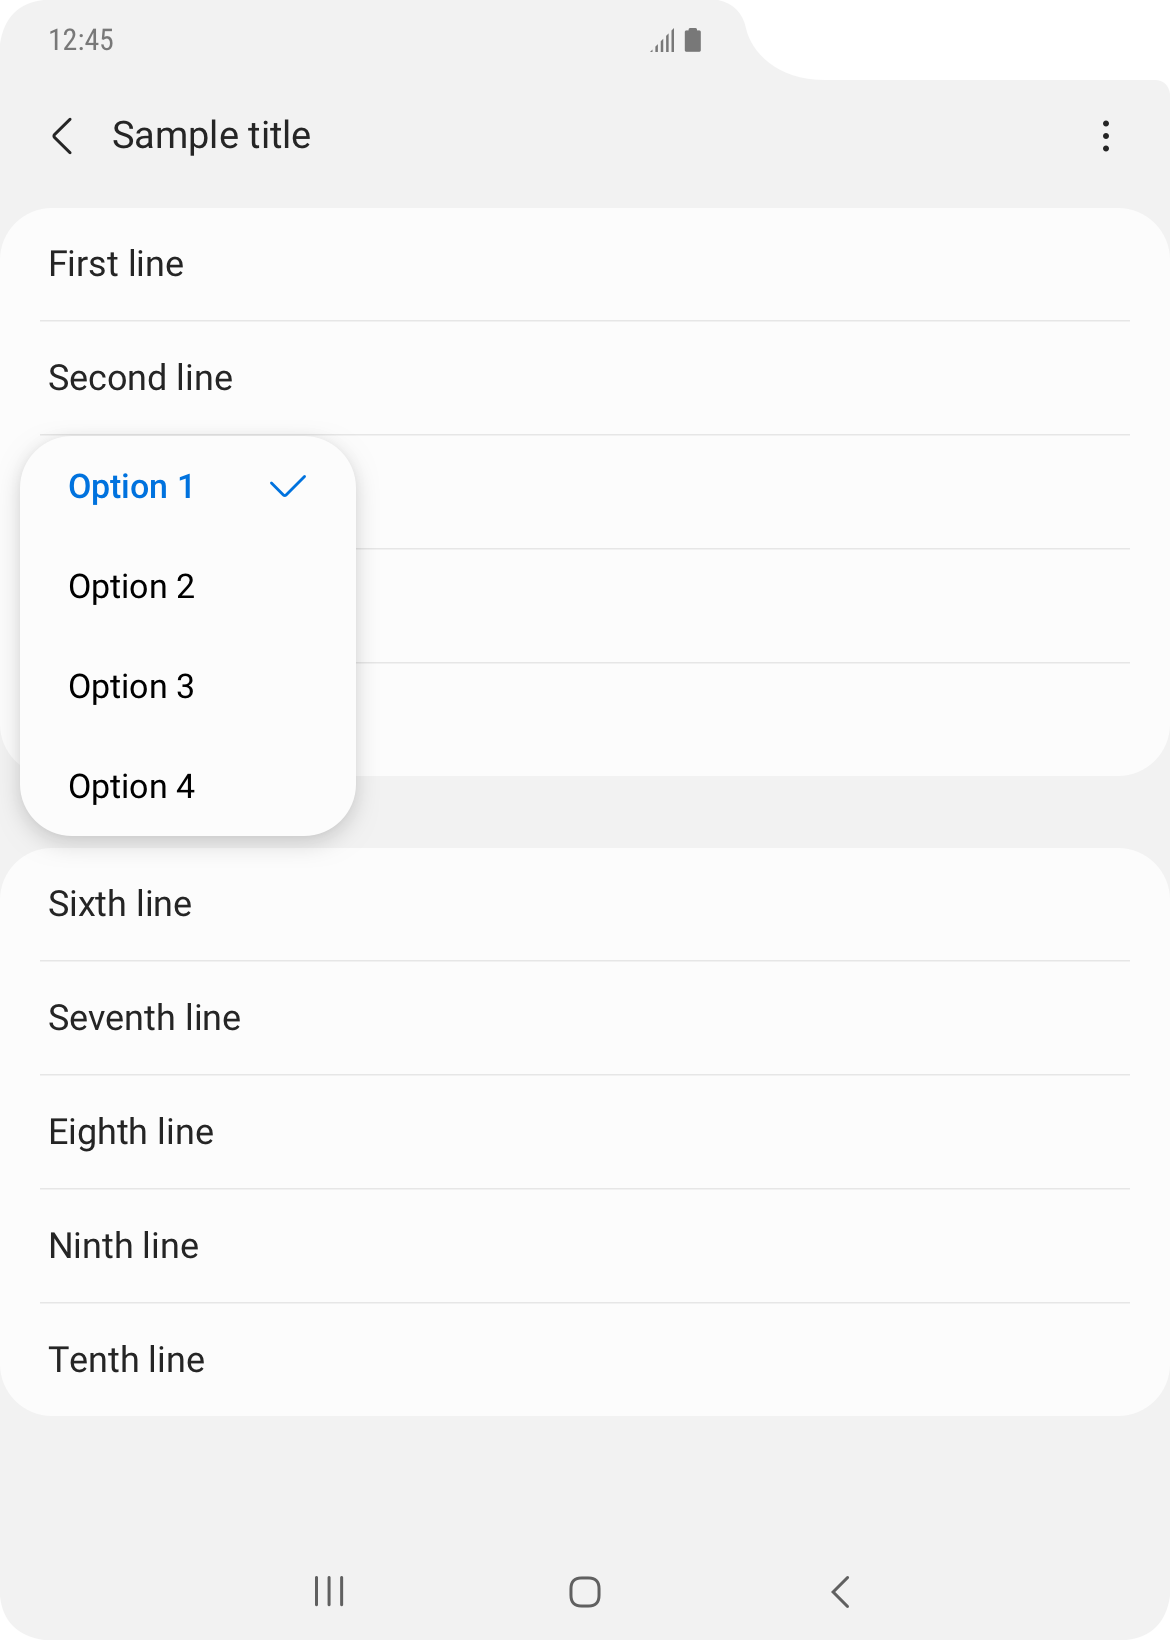 12:45
Sample title
First line
Second line
Option 1
Option 2
Option 3
Option 4
Sixth line
Seventh line
Eighth line
Ninth line
Tenth line